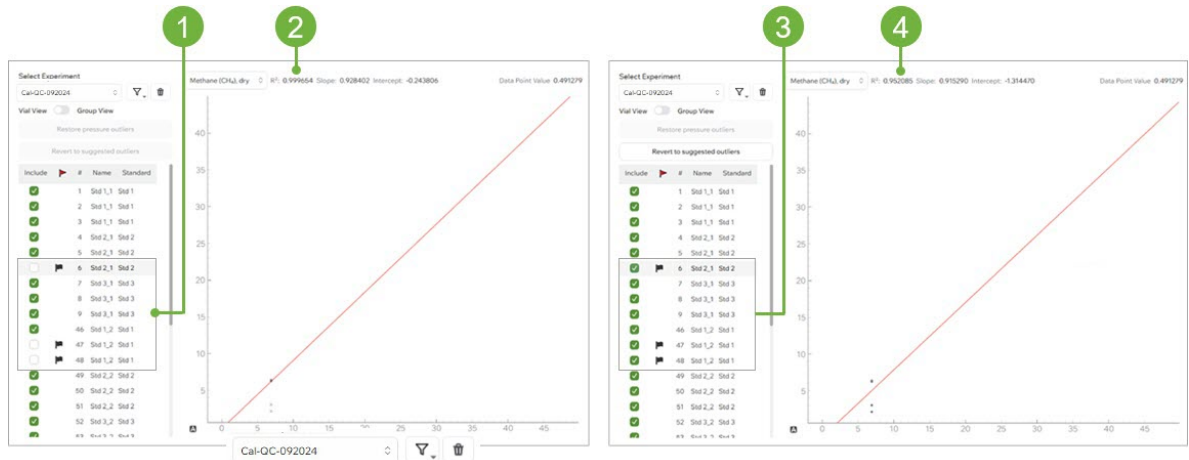 1
2
Select Experiment
Cal-QC-092024
Methane (CH₄), dry R²: 0.999654 Slope: 0.928402 Intercept: -0.243806 Data Point Value 0.491279
Vial View Group View
Restore pressure outliers
Revert to suggested outliers
Include # Name Standard
1 Std 1_1 Std 1
2 Std 1_1 Std 1
3 Std 1_1 Std 1
4 Std 2_1 Std 2
5 Std 2_1 Std 2
6 Std 2_1 Std 2
7 Std 3_1 Std 3
8 Std 3_1 Std 3
9 Std 3_1 Std 3
46 Std 1_2 Std 1
47 Std 1_2 Std 1
48 Std 1_2 Std 1
49 Std 2_2 Std 2
50 Std 2_2 Std 2
51 Std 2_2 Std 2
52 Std 3_2 Std 3
53 Std 3_2 Std 3
40
35
30
25
20
15
10
5
0 5 10 15 20 25 30 35 40 45
Cal-QC-092024
3
4
Select Experiment
Cal-QC-092024
Methane (CH₄), dry R²: 0.952085 Slope: 0.915290 Intercept: -1.314470 Data Point Value 0.491279
Vial View Group View
Restore pressure outliers
Revert to suggested outliers
Include # Name Standard
1 Std 1_1 Std 1
2 Std 1_1 Std 1
3 Std 1_1 Std 1
4 Std 2_1 Std 2
5 Std 2_1 Std 2
6 Std 2_1 Std 2
7 Std 3_1 Std 3
8 Std 3_1 Std 3
9 Std 3_1 Std 3
46 Std 1_2 Std 1
47 Std 1_2 Std 1
48 Std 1_2 Std 1
49 Std 2_2 Std 2
50 Std 2_2 Std 2
51 Std 2_2 Std 2
52 Std 3_2 Std 3
53 Std 3_2 Std 3
40
35
30
25
20
15
10
5
0 5 10 15 20 25 30 35 40 45